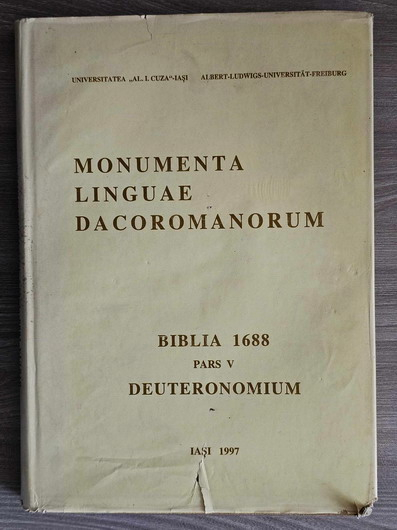 UNIVERSITATEA „AL. I. CUZA"-IAŞI ALBERT-LUDWIGS-UNIVERSITÄT-FREIBURG
MONUMENTA
LINGUAE
DACOROMANORUM
BIBLIA 1688
PARS V
DEUTERONOMIUM
IAŞI 1997